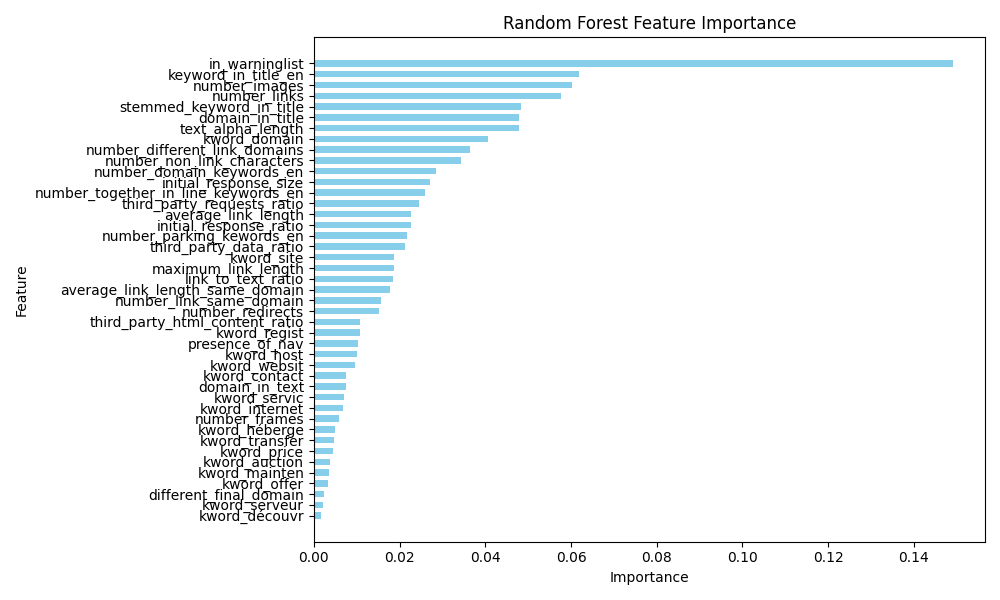 Random Forest Feature Importance
in_warninglist
keyword_in_title_en
number_images
number_links
stemmed_keyword_in_title
domain_in_title
text_alpha_length
kword_domain
number_different_link_domains
number_non_link_characters
number_domain_keywords_en
initial_response_size
number_together_in_line_keywords_en
third_party_requests_ratio
average_link_length
initial_response_ratio
number_parking_kewords_en
third_party_data_ratio
kword_site
maximum_link_length
link_to_text_ratio
average_link_length_same_domain
number_link_same_domain
number_redirects
third_party_html_content_ratio
kword_regist
presence_of_nav
kword_host
kword_websit
kword_contact
domain_in_text
kword_servic
kword_internet
number_frames
kword_heberge
kword_transfer
kword_price
kword_auction
kword_mainten
kword_offer
different_final_domain
kword_serveur
kword_découvr
Feature
0.00 0.02 0.04 0.06 0.08 0.10 0.12 0.14
Importance